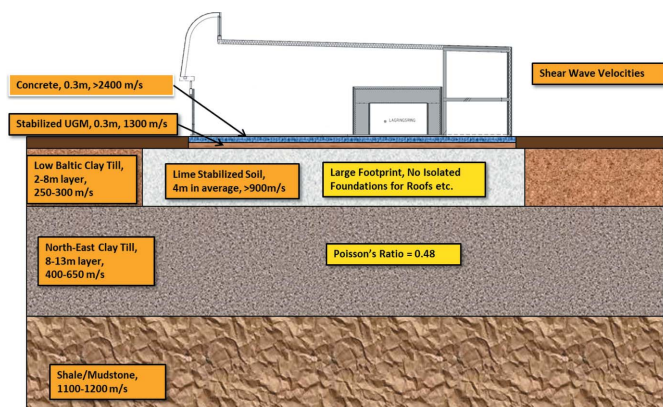 Shear Wave Velocities
Concrete, 0.3m, >2400 m/s
Stabilized UGM, 0.3m, 1300 m/s
Low Baltic Clay Till,
2-8m layer,
250-300 m/s
Lime Stabilized Soil,
4m in average, >900m/s
Large Footprint, No Isolated
Foundations for Roofs etc.
North-East Clay Till,
8-13m layer,
400-650 m/s
Poisson's Ratio = 0.48
Shale/Mudstone,
1100-1200 m/s